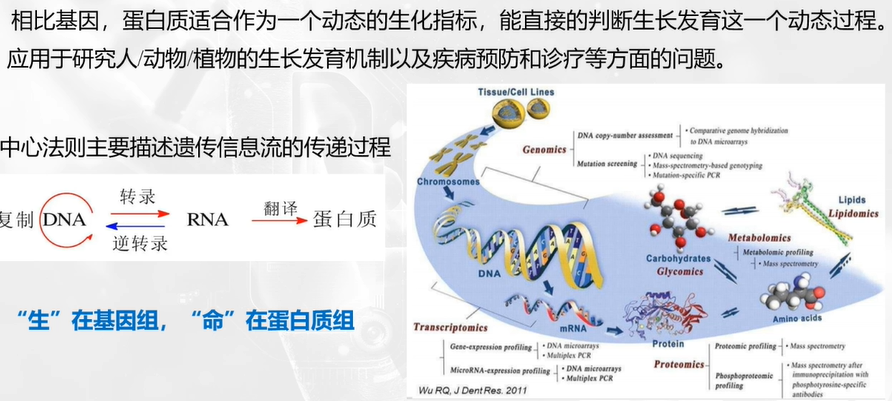 相比基因，蛋白质适合作为一个动态的生化指标，能直接的判断生长发育这一个动态过程。
应用于研究人/动物/植物的生长发育机制以及疾病预防和诊疗等方面的问题。
中心法则主要描述遗传信息流的传递过程
复制 DNA 转录 逆转录 RNA 翻译 蛋白质
“生”在基因组，“命”在蛋白质组
Tissue/Cell Lines
Chromosomes
Genomics
DNA copy-number assessment
• Comparative genome hybridization
to DNA microarrays
Mutation screening
• DNA sequencing
• Mass-spectrometry-based genotyping
• Mutation-specific PCR
DNA
mRNA
Transcriptomics
Gene-expression profiling
• DNA microarrays
• Multiplex PCR
MicroRNA-expression profiling
• DNA microarrays
• Multiplex PCR
Carbohydrates
Glycomics
Lipids
Lipidomics
Metabolomics
Metabolomic profiling
• Mass spectrometry
Amino acids
Protein
Proteomics
Proteomic profiling
• Mass spectrometry
Phosphoproteomic
profiling
• Mass spectrometry after
immunoprecipitation with
phosphotyrosine-specific
antibodies
Wu RQ, J Dent Res. 2011